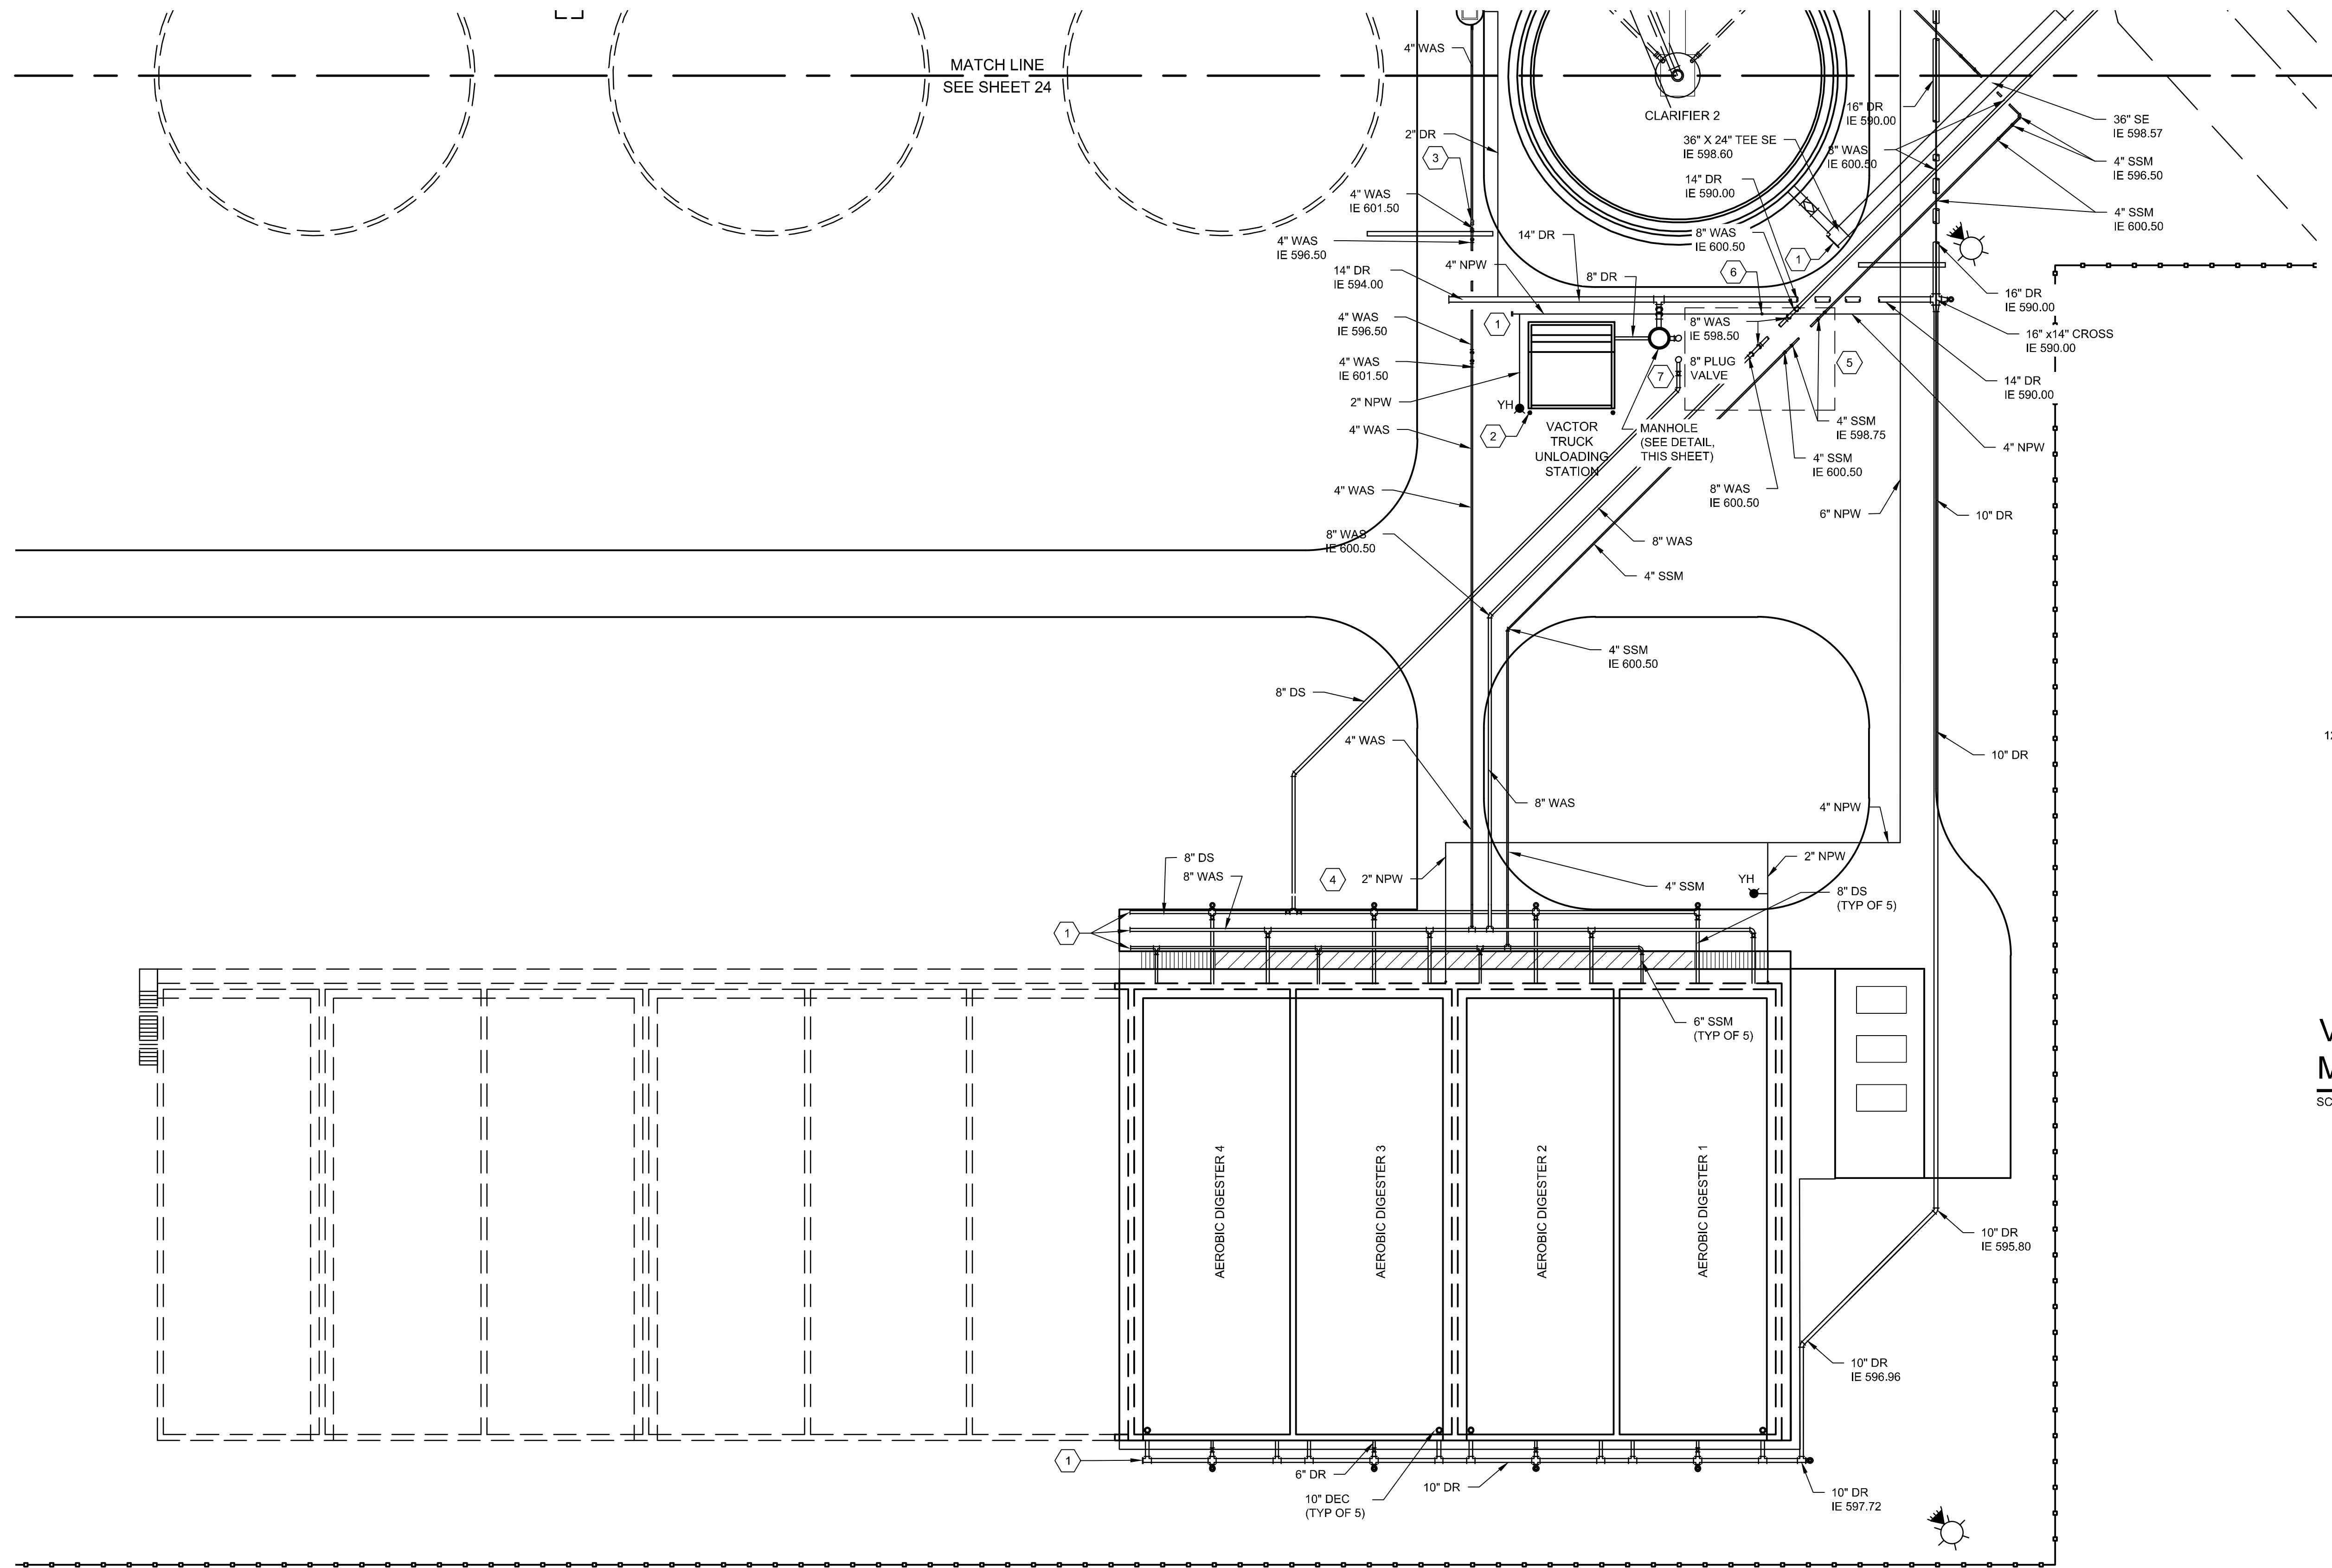 MATCH LINE
SEE SHEET 24
4" WAS
CLARIFIER 2
2" DR
3
36" X 24" TEE SE
IE 598.60
16" DR
IE 590.00
36" SE
IE 598.57
8" WAS
IE 600.50
4" SSM
IE 596.50
14" DR
IE 590.00
4" WAS
IE 601.50
4" SSM
IE 600.50
4" WAS
IE 596.50
14" DR
8" WAS
IE 600.50
1
14" DR
IE 594.00
4" NPW
8" DR
6
16" DR
IE 590.00
4" WAS
IE 596.50
1
8" WAS
IE 598.50
16" x14" CROSS
IE 590.00
4" WAS
IE 601.50
7
8" PLUG
VALVE
5
14" DR
IE 590.00
2" NPW
YH
2
VACTOR
TRUCK
UNLOADING
STATION
MANHOLE
(SEE DETAIL,
THIS SHEET)
4" SSM
IE 598.75
4" WAS
4" NPW
4" SSM
IE 600.50
4" WAS
8" WAS
IE 600.50
6" NPW
10" DR
8" WAS
IE 600.50
8" WAS
4" SSM
4" SSM
IE 600.50
8" DS
4" WAS
12
10" DR
8" WAS
4" NPW
8" DS
8" WAS
4
2" NPW
4" SSM
2" NPW
YH
8" DS
(TYP OF 5)
1
6" SSM
(TYP OF 5)
V
M
SC
AEROBIC DIGESTER 4
AEROBIC DIGESTER 3
AEROBIC DIGESTER 2
AEROBIC DIGESTER 1
10" DR
IE 595.80
10" DR
IE 596.96
1
6" DR
10" DEC
(TYP OF 5)
10" DR
10" DR
IE 597.72